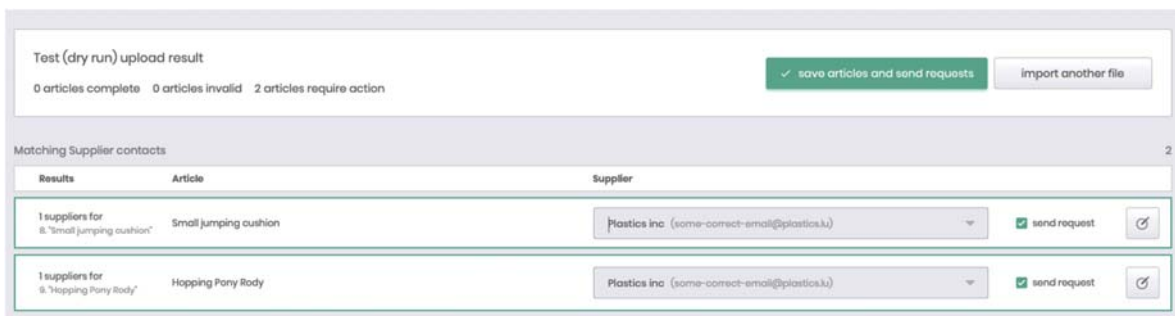 Test (dry run) upload result
✓ save articles and send requests
import another file
0 articles complete 0 articles invalid 2 articles require action
Matching Supplier contacts
2
Results Article Supplier
1 suppliers for
8. "Small jumping cushion"
Small jumping cushion
Plastics inc (some-correct-email@plastics.lu)
send request
1 suppliers for
9. "Hopping Pony Rody"
Hopping Pony Rody
Plastics inc (some-correct-email@plastics.lu)
send request